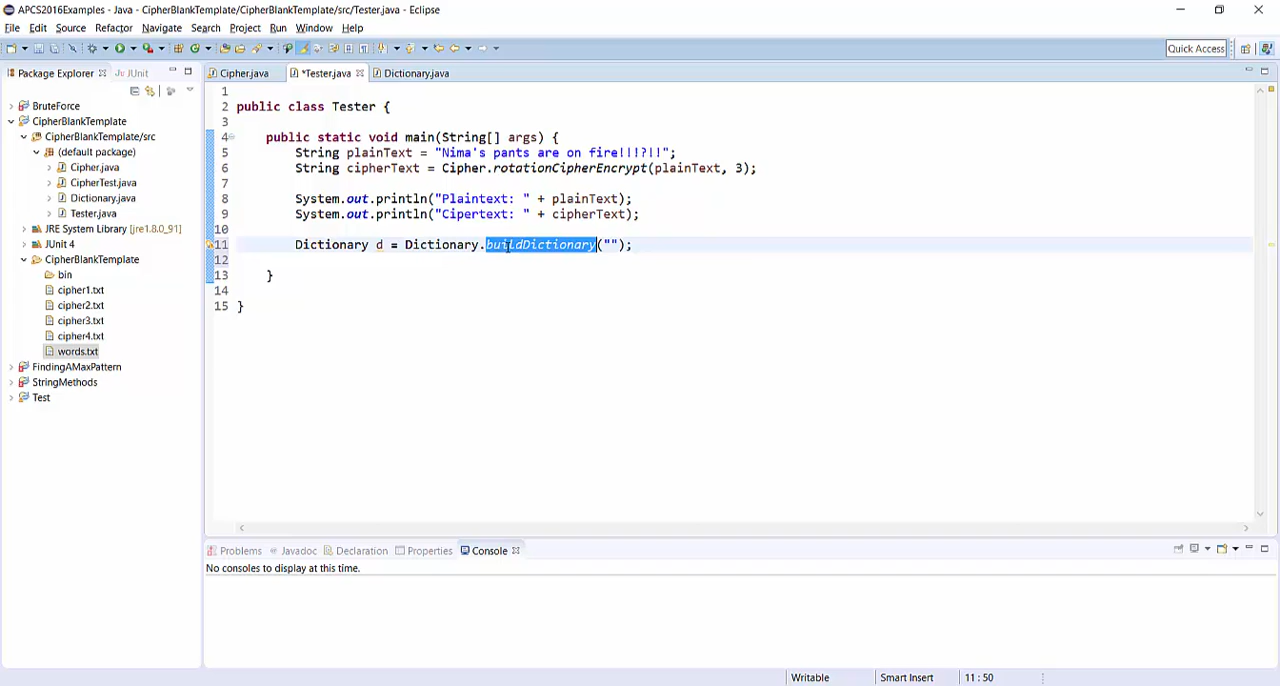 APCS2016Examples - Java - CipherBlankTemplate/src/Tester.java - Eclipse
File Edit Source Refactor Navigate Search Project Run Window Help
Quick Access
Package Explorer JUnit
Cipher.java *Tester.java Dictionary.java
BruteForce
CipherBlankTemplate
CipherBlankTemplate/src
(default package)
Cipher.java
CipherTest.java
Dictionary.java
Tester.java
JRE System Library [jre1.8.0_91]
JUnit 4
CipherBlankTemplate
bin
cipher1.txt
cipher2.txt
cipher3.txt
cipher4.txt
words.txt
FindingAMaxPattern
StringMethods
Test
1
2 public class Tester {
3
4 public static void main(String[] args) {
5 String plainText = "Nima's pants are on fire!!!?!!";
6 String cipherText = Cipher.rotationCipherEncrypt(plainText, 3);
7
8 System.out.println("Plaintext: " + plainText);
9 System.out.println("Cipertext: " + cipherText);
10
11 Dictionary d = Dictionary.buildDictionary("");
12
13 }
14
15 }
Problems Javadoc Declaration Properties Console
No consoles to display at this time.
Writable Smart Insert 11 : 50